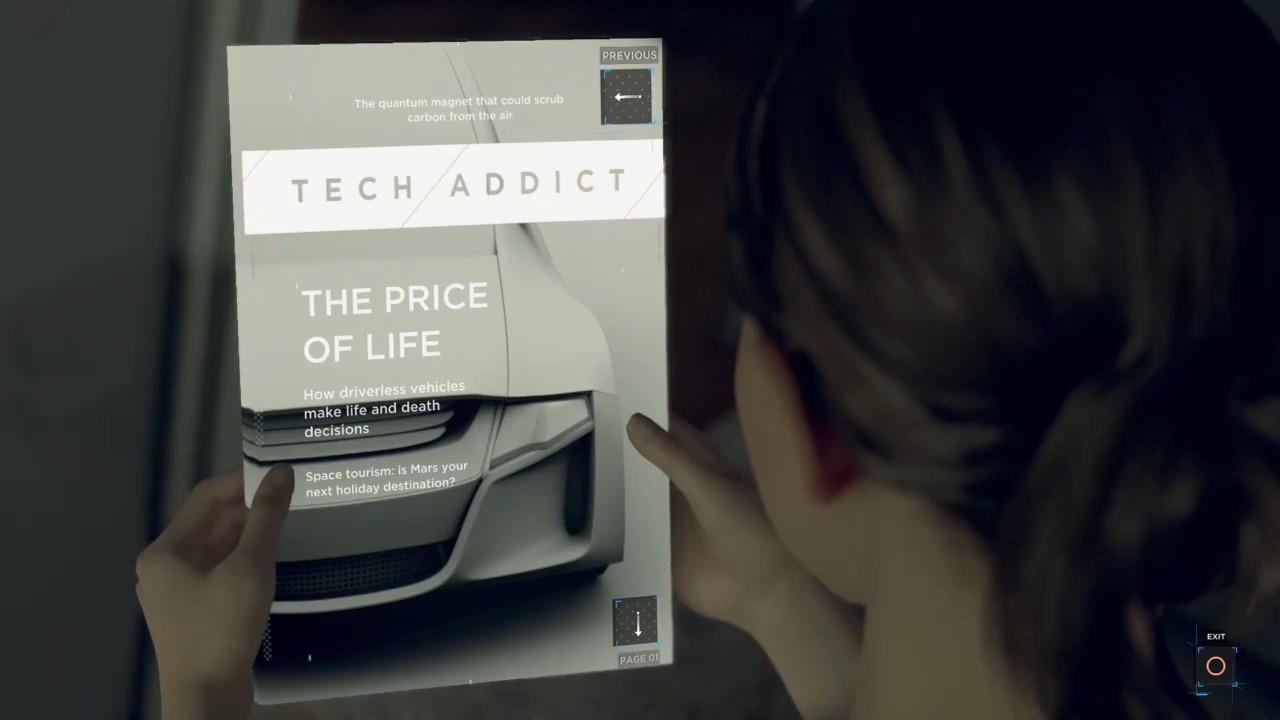 PREVIOUS
The quantum magnet that could scrub
carbon from the air
TECH ADDICT
THE PRICE
OF LIFE
How driverless vehicles
make life and death
decisions
Space tourism: is Mars your
next holiday destination?
PAGE 01
EXIT